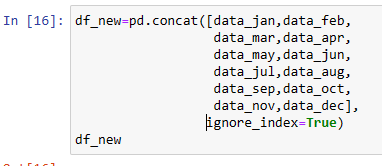 In [16]: df_new=pd.concat([data_jan,data_feb,
data_mar,data_apr,
data_may,data_jun,
data_jul,data_aug,
data_sep,data_oct,
data_nov,data_dec],
ignore_index=True)
df_new